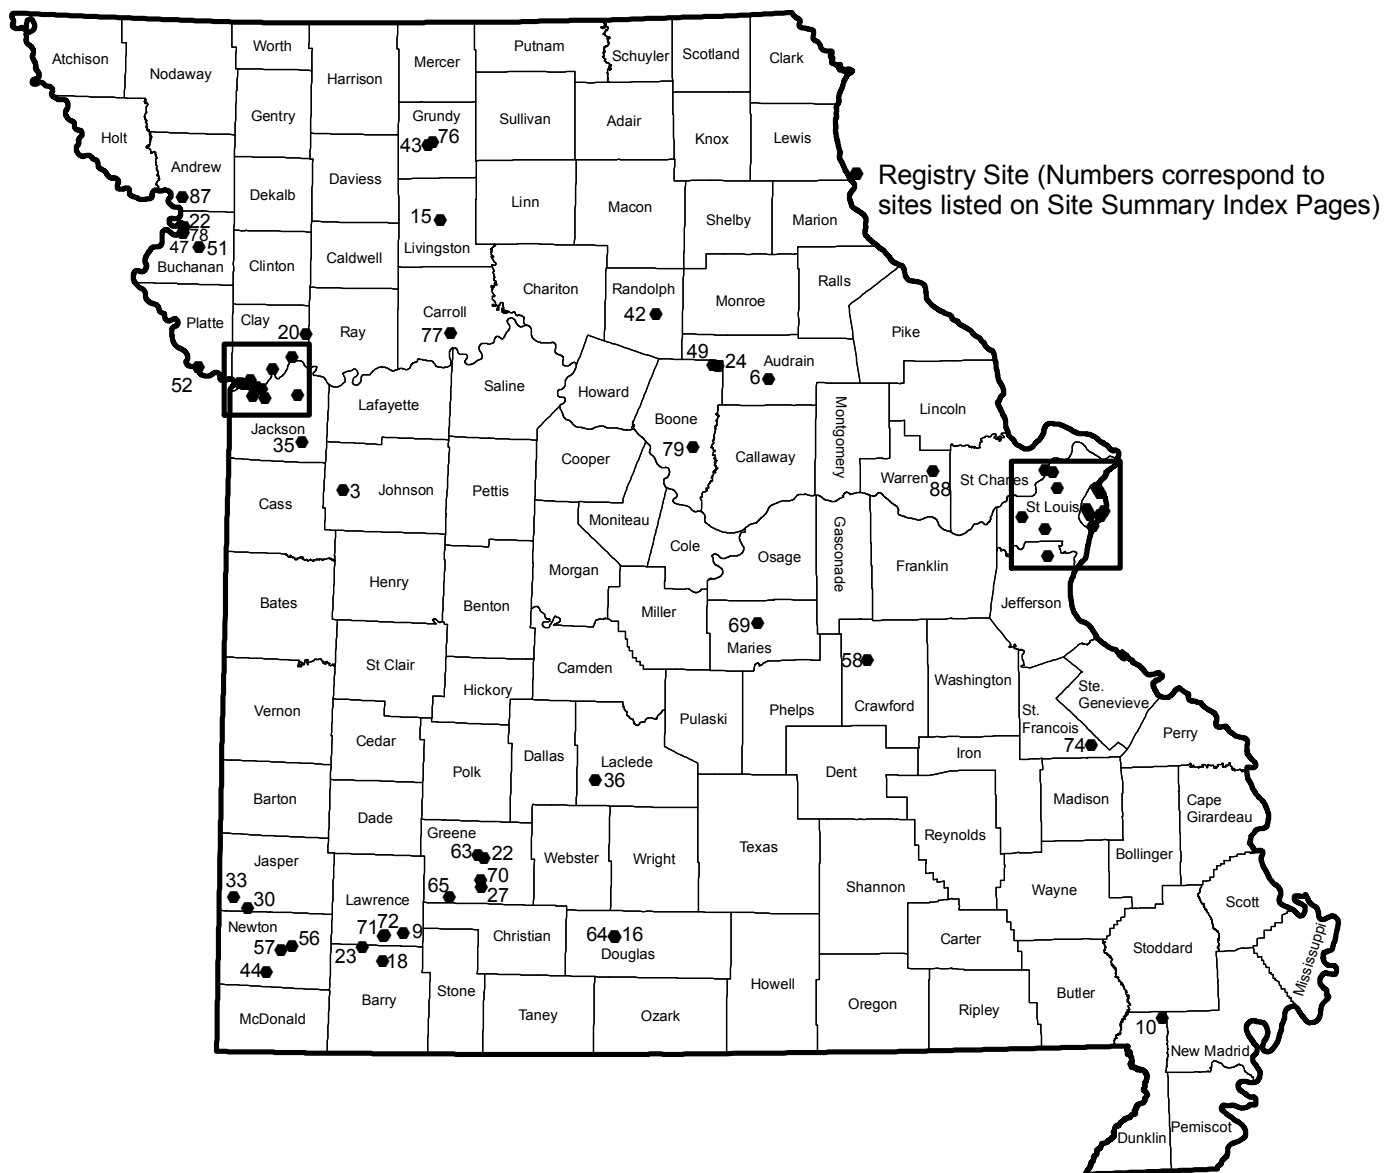 Atchison
Nodaway
Worth
Harrison
Mercer
Putnam
Schuyler
Scotland
Clark
Holt
Gentry
Grundy
43
76
Sullivan
Adair
Knox
Lewis
Andrew
87
Dekalb
Daviess
Linn
Macon
Shelby
Marion
Registry Site (Numbers correspond to
sites listed on Site Summary Index Pages)
22
78
47
51
Buchanan
Clinton
Caldwell
15
Livingston
Chariton
Randolph
42
Monroe
Ralls
Platte
Clay
20
Ray
Carroll
77
Pike
52
Saline
Howard
49
24
Audrain
6
Lafayette
Boone
79
Callaway
Montgomery
Lincoln
Jackson
35
Cooper
Warren
88
St Charles
Cass
3
Johnson
Pettis
Moniteau
Cole
Osage
Gasconade
Franklin
St Louis
Bates
Henry
Benton
Morgan
Miller
69
Maries
Jefferson
St Clair
Camden
58
Crawford
Washington
Ste.
Genevieve
Vernon
Hickory
Pulaski
Phelps
St.
Francois
74
Perry
Cedar
Polk
Dallas
Laclede
36
Dent
Iron
Barton
Dade
Madison
Cape
Girardeau
Jasper
33
30
Greene
63
22
70
27
65
Webster
Wright
Texas
Shannon
Reynolds
Bollinger
Wayne
Scott
Lawrence
71
72
9
Newton
57
56
44
23
18
Christian
64
16
Douglas
Carter
Stoddard
Mississippi
McDonald
Barry
Stone
Taney
Ozark
Howell
Oregon
Ripley
Butler
10
New Madrid
Dunklin
Pemiscot